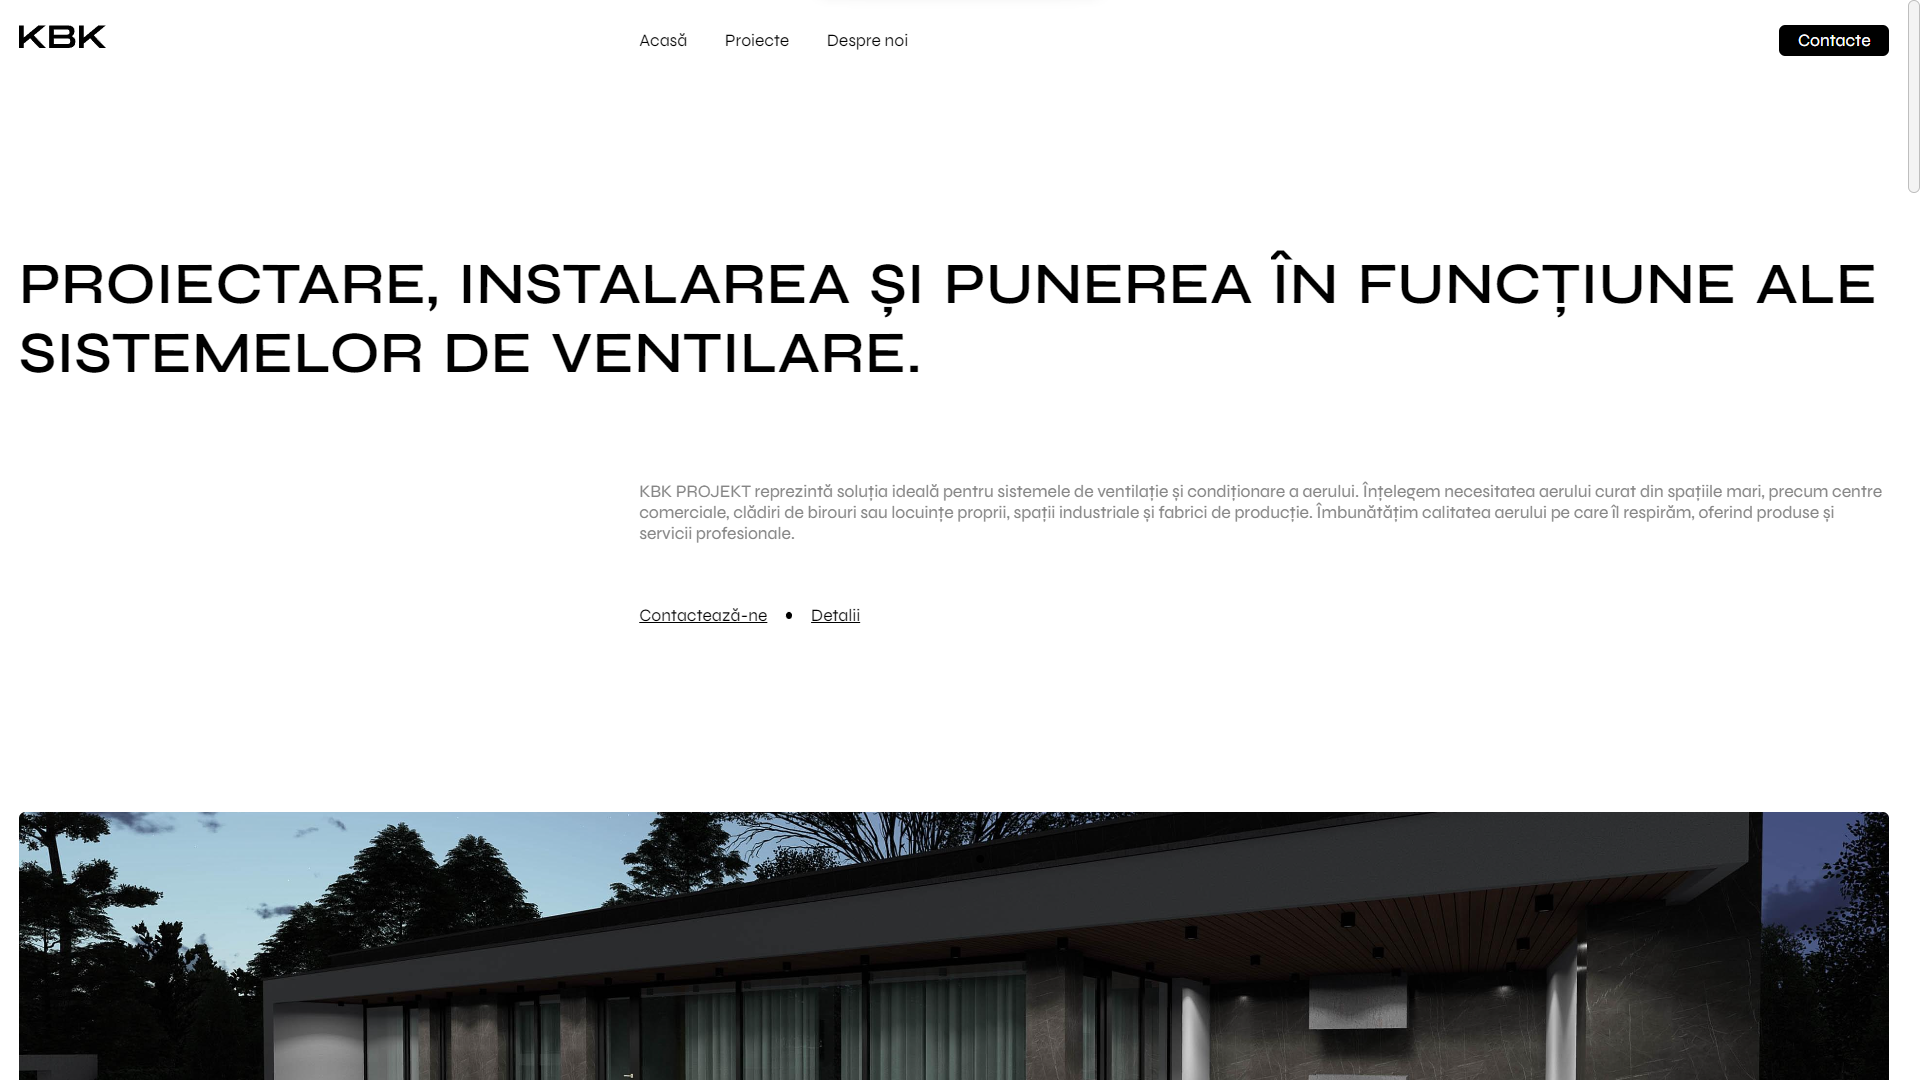 KBK
Acasă
Proiecte
Despre noi
Contacte
PROIECTARE, INSTALAREA ȘI PUNEREA ÎN FUNCȚIUNE ALE
SISTEMELOR DE VENTILARE.
KBK PROJEKT reprezintă soluția ideală pentru sistemele de ventilație și condiționare a aerului. Înțelegem necesitatea aerului curat din spațiile mari, precum centre
comerciale, clădiri de birouri sau locuințe proprii, spații industriale și fabrici de producție. Îmbunătățim calitatea aerului pe care îl respirăm, oferind produse și
servicii profesionale.
Contactează-ne • Detalii